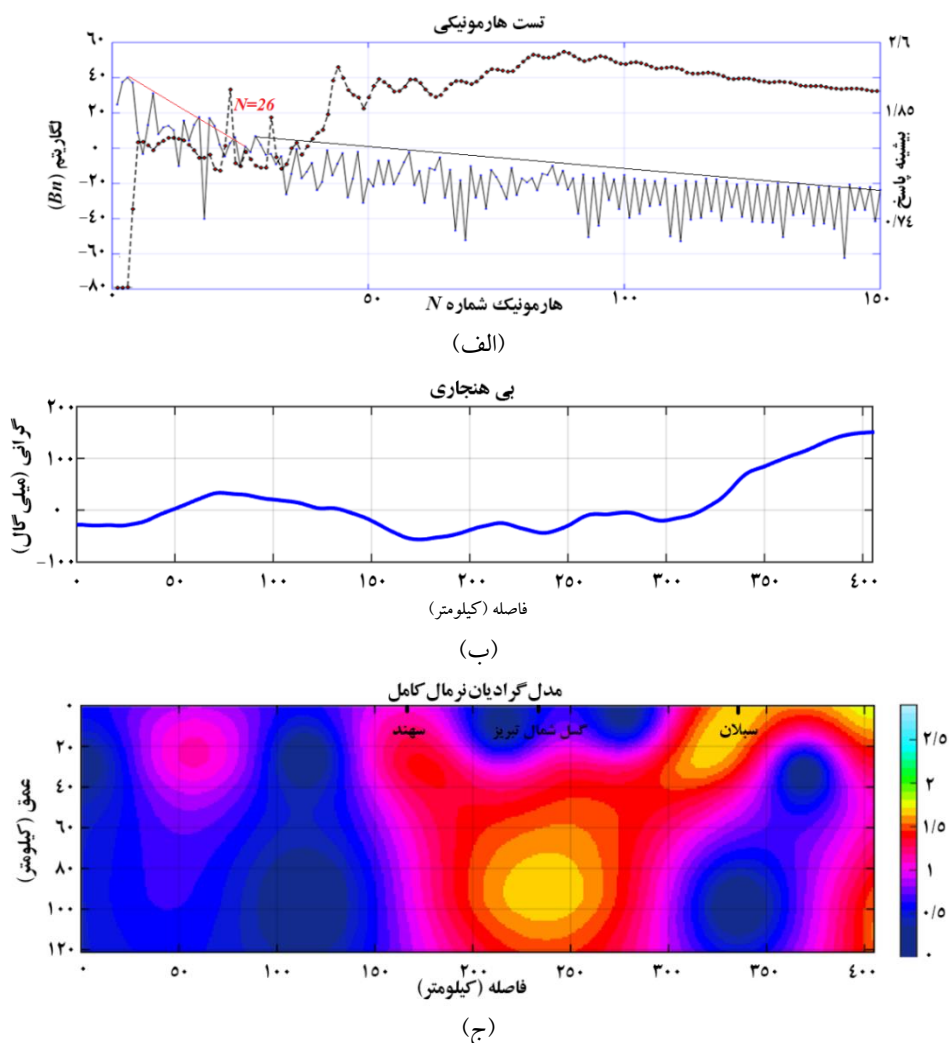 تست هارمونیکی
۶۰
۴۰
۲۰
۰
−۲۰
−۴۰
−۶۰
−۸۰
لگاریتم (Bn)
N=26
۲/۶
۱/۸۵
۰/۷٤
بیشینه پاسخ
۰ ۵۰ ۱۰۰ ۱۵۰
هارمونیک شماره N
(الف)
بی هنجاری
۲۰۰
۱۰۰
۰
−۱۰۰
گرانی (میلی گال)
۰ ۵۰ ۱۰۰ ۱۵۰ ۲۰۰ ۲۵۰ ۳۰۰ ۳۵۰ ٤۰۰
فاصله (کیلومتر)
(ب)
مدل گرادیان نرمال کامل
سهند گسل شمال تبریز سبلان
۰
۲۰
٤۰
۶۰
۸۰
۱۰۰
۱۲۰
عمق (کیلومتر)
۲/۵
۲
۱/۵
۱
۰/۵
۰
۰ ۵۰ ۱۰۰ ۱۵۰ ۲۰۰ ۲۵۰ ۳۰۰ ۳۵۰ ٤۰۰
فاصله (کیلومتر)
(ج)